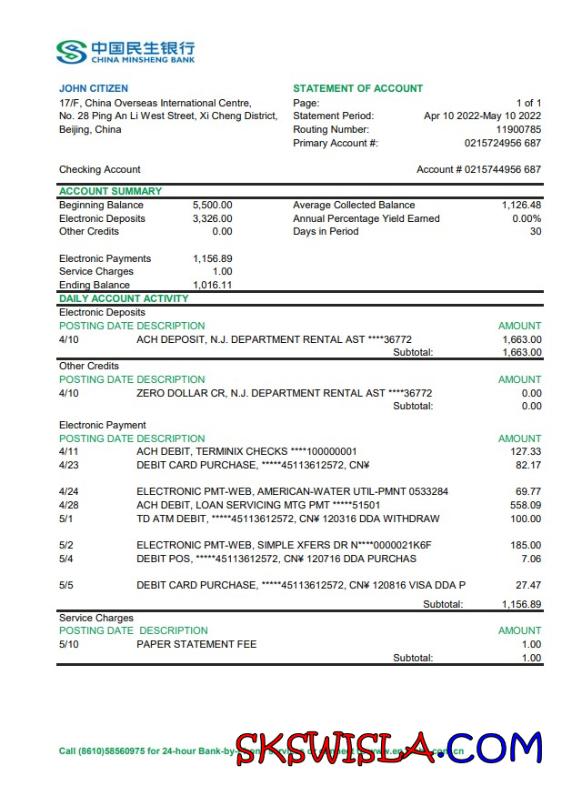 中国民生银行
CHINA MINSHENG BANK
JOHN CITIZEN STATEMENT OF ACCOUNT
17/F, China Overseas International Centre, Page: 1 of 1
No. 28 Ping An Li West Street, Xi Cheng District, Statement Period: Apr 10 2022-May 10 2022
Beijing, China Routing Number: 11900785
Primary Account #: 0215724956 687
Checking Account Account # 0215744956 687
ACCOUNT SUMMARY
Beginning Balance 5,500.00 Average Collected Balance 1,126.48
Electronic Deposits 3,326.00 Annual Percentage Yield Earned 0.00%
Other Credits 0.00 Days in Period 30
Electronic Payments 1,156.89
Service Charges 1.00
Ending Balance 1,016.11
DAILY ACCOUNT ACTIVITY
Electronic Deposits
POSTING DATE DESCRIPTION AMOUNT
4/10 ACH DEPOSIT, N.J. DEPARTMENT RENTAL AST ****36772 1,663.00
Subtotal: 1,663.00
Other Credits
POSTING DATE DESCRIPTION AMOUNT
4/10 ZERO DOLLAR CR, N.J. DEPARTMENT RENTAL AST ****36772 0.00
Subtotal: 0.00
Electronic Payment
POSTING DATE DESCRIPTION AMOUNT
4/11 ACH DEBIT, TERMINIX CHECKS ****100000001 127.33
4/23 DEBIT CARD PURCHASE, *****45113612572, CN¥ 82.17
4/24 ELECTRONIC PMT-WEB, AMERICAN-WATER UTIL-PMNT 0533284 69.77
4/28 ACH DEBIT, LOAN SERVICING MTG PMT *****51501 558.09
5/1 TD ATM DEBIT, *****45113612572, CN¥ 120316 DDA WITHDRAW 100.00
5/2 ELECTRONIC PMT-WEB, SIMPLE XFERS DR N****0000021K6F 185.00
5/4 DEBIT POS, *****45113612572, CN¥ 120716 DDA PURCHAS 7.06
5/5 DEBIT CARD PURCHASE, *****45113612572, CN¥ 120816 VISA DDA P 27.47
Subtotal: 1,156.89
Service Charges
POSTING DATE DESCRIPTION AMOUNT
5/10 PAPER STATEMENT FEE 1.00
Subtotal: 1.00
Call (8610)58560975 for 24-hour Bank-by-
SKSWISLA.COM